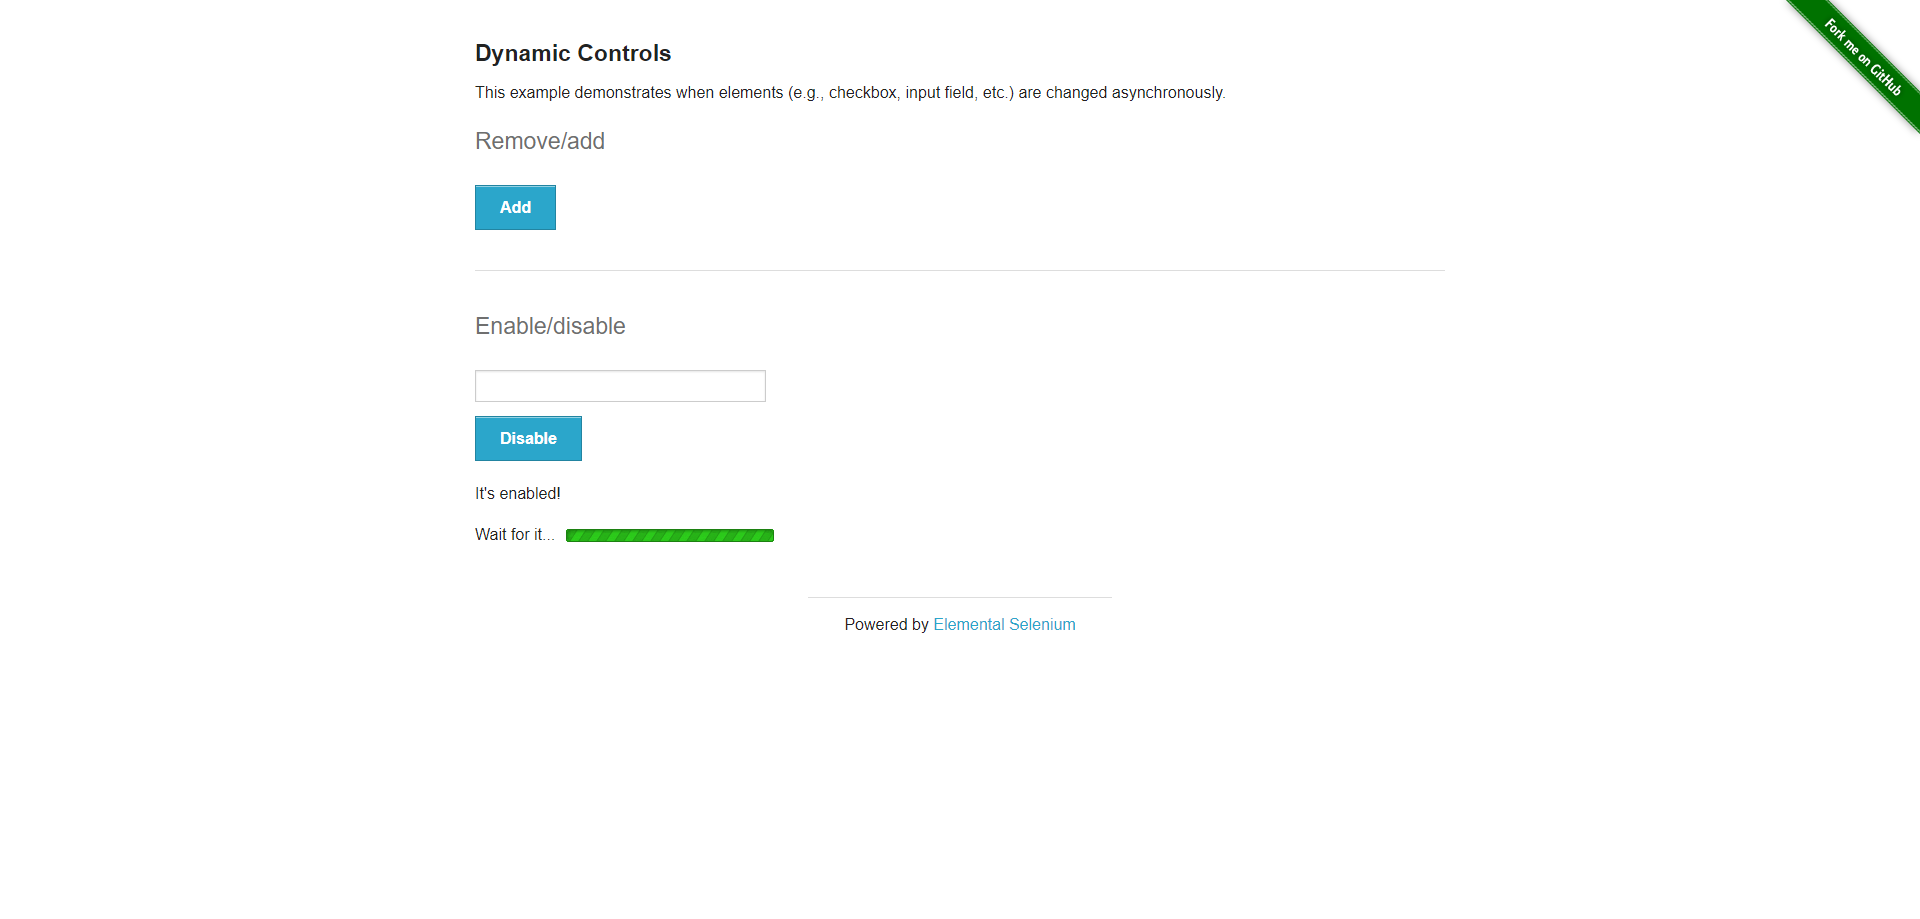 Fork me on GitHub
Dynamic Controls
This example demonstrates when elements (e.g., checkbox, input field, etc.) are changed asynchronously.
Remove/add
Add
Enable/disable
Disable
It's enabled!
Wait for it...
Powered by Elemental Selenium